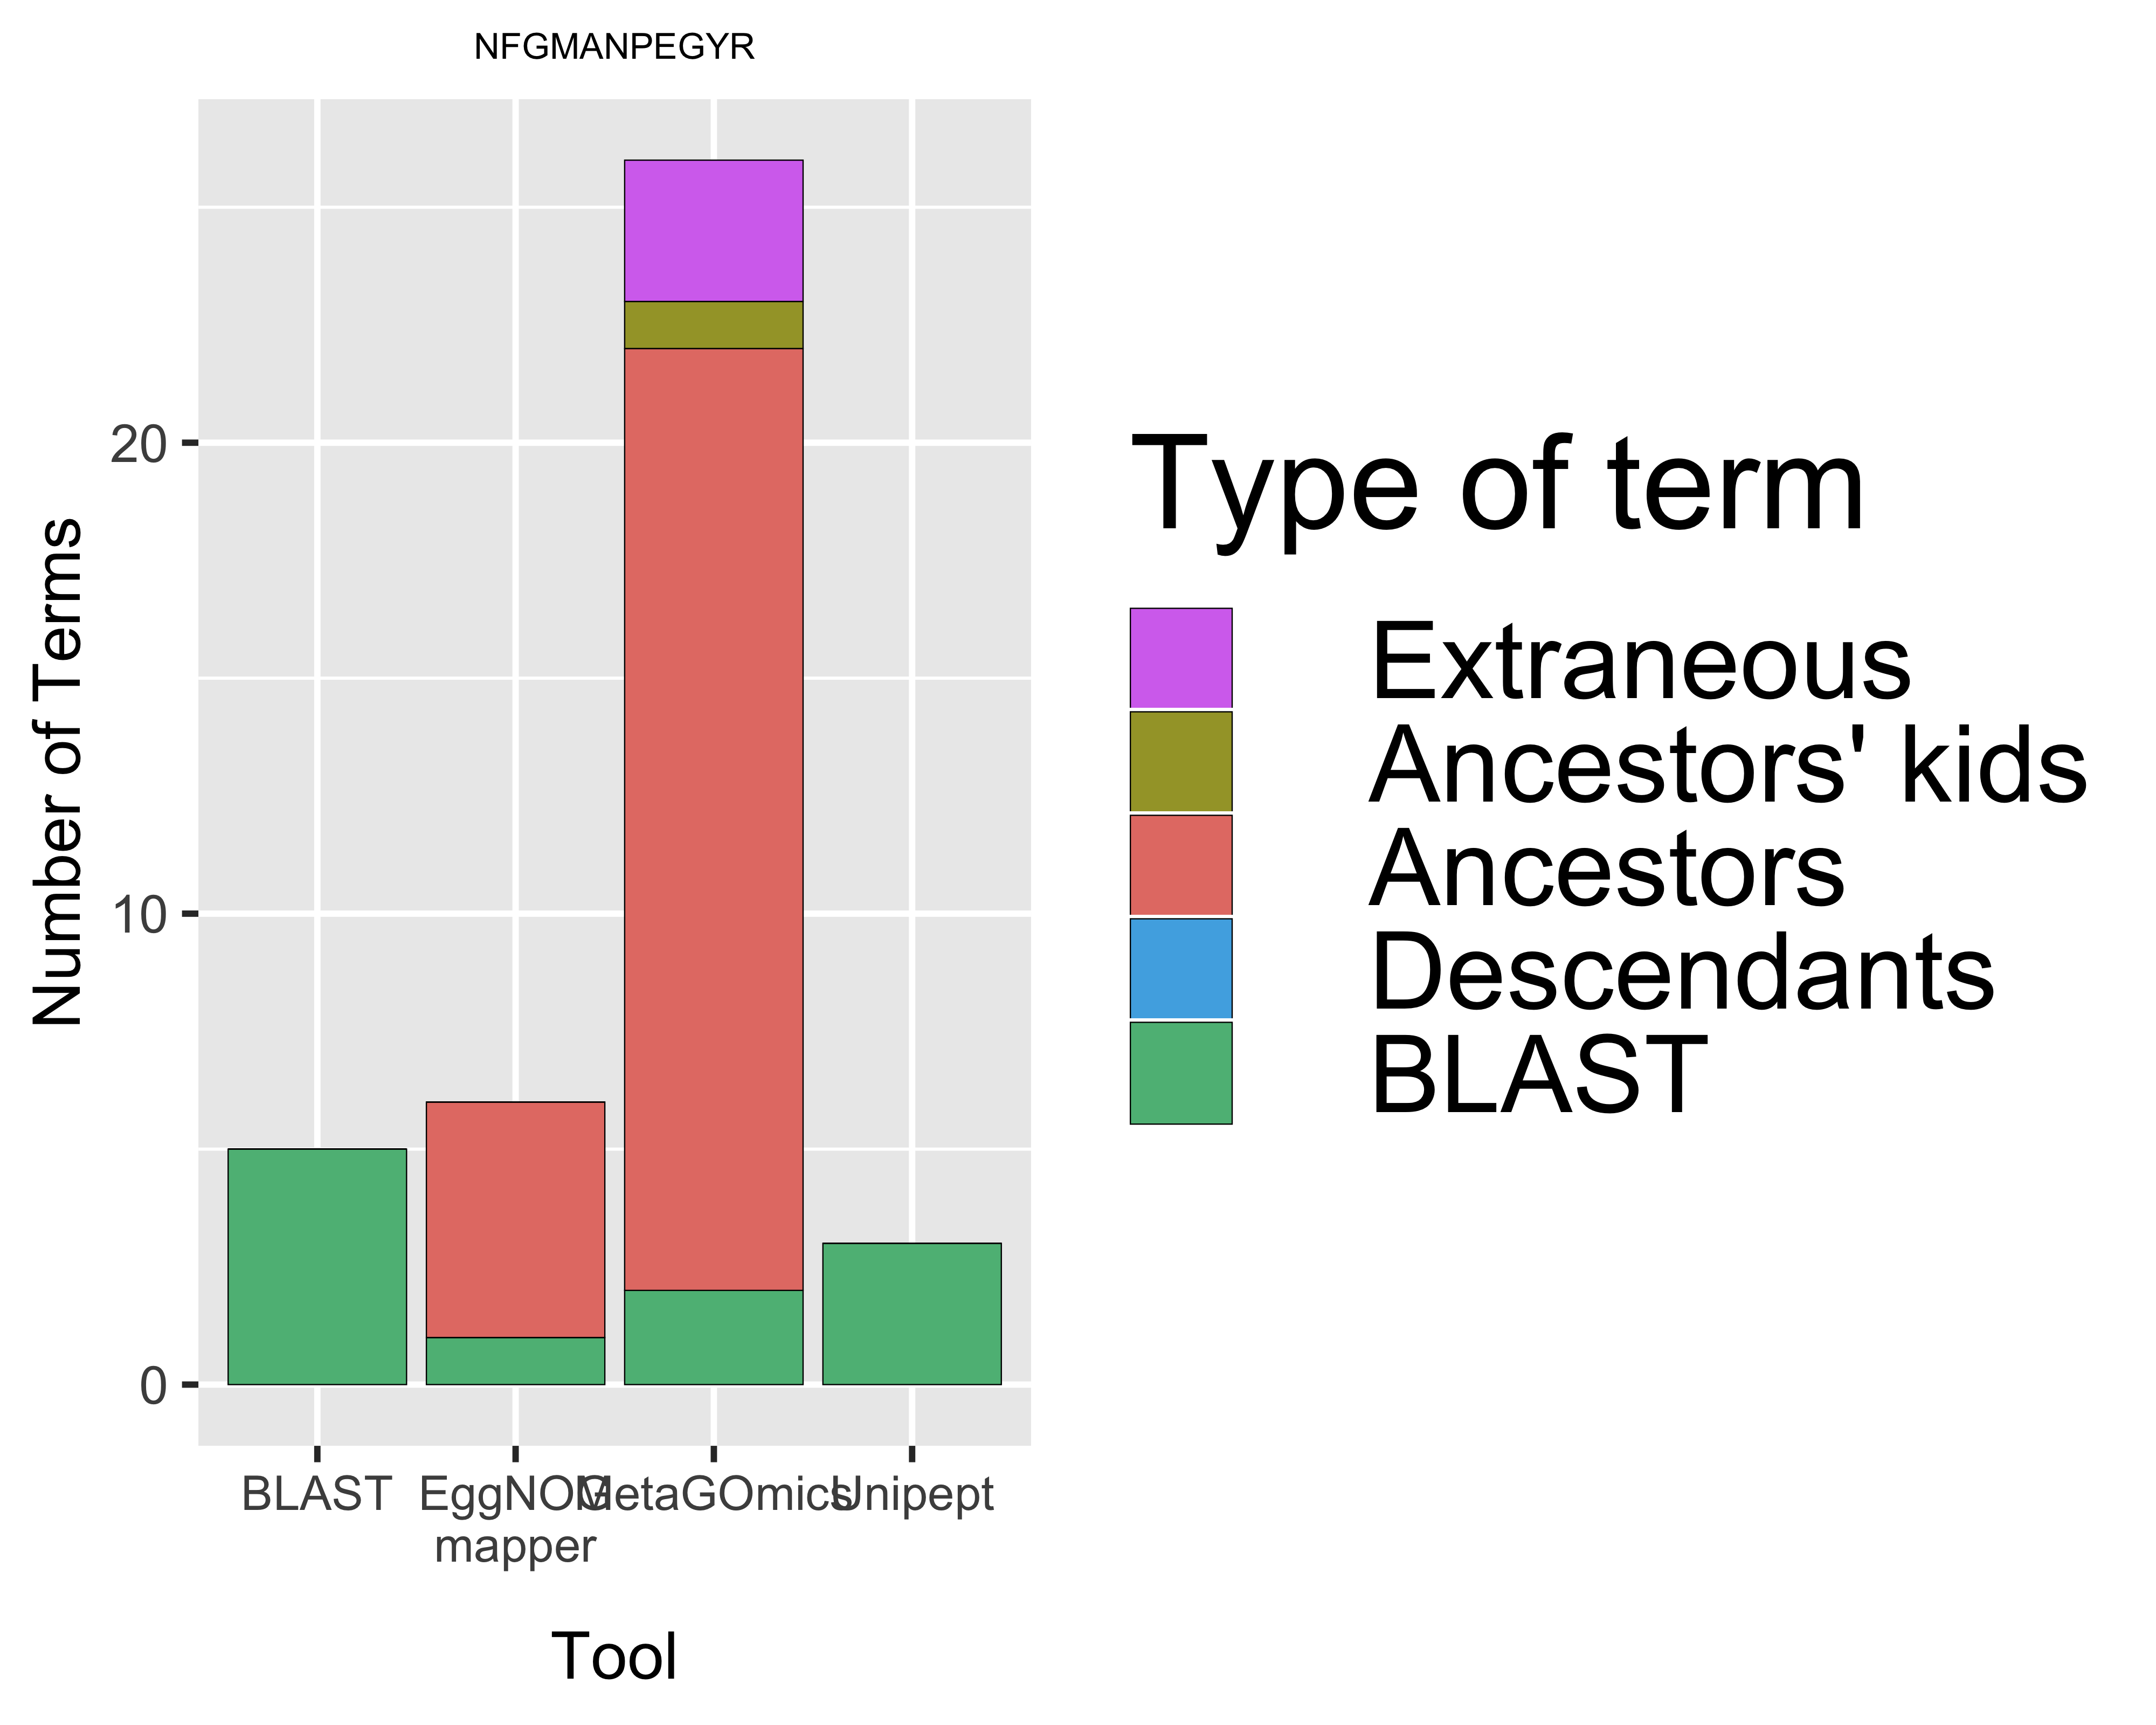 NFGMANPEGYR
Number of Terms
20
10
0
BLAST
EggNOG
mapper
MetaGOmics
Unipept
Tool
Type of term
Extraneous
Ancestors' kids
Ancestors
Descendants
BLAST